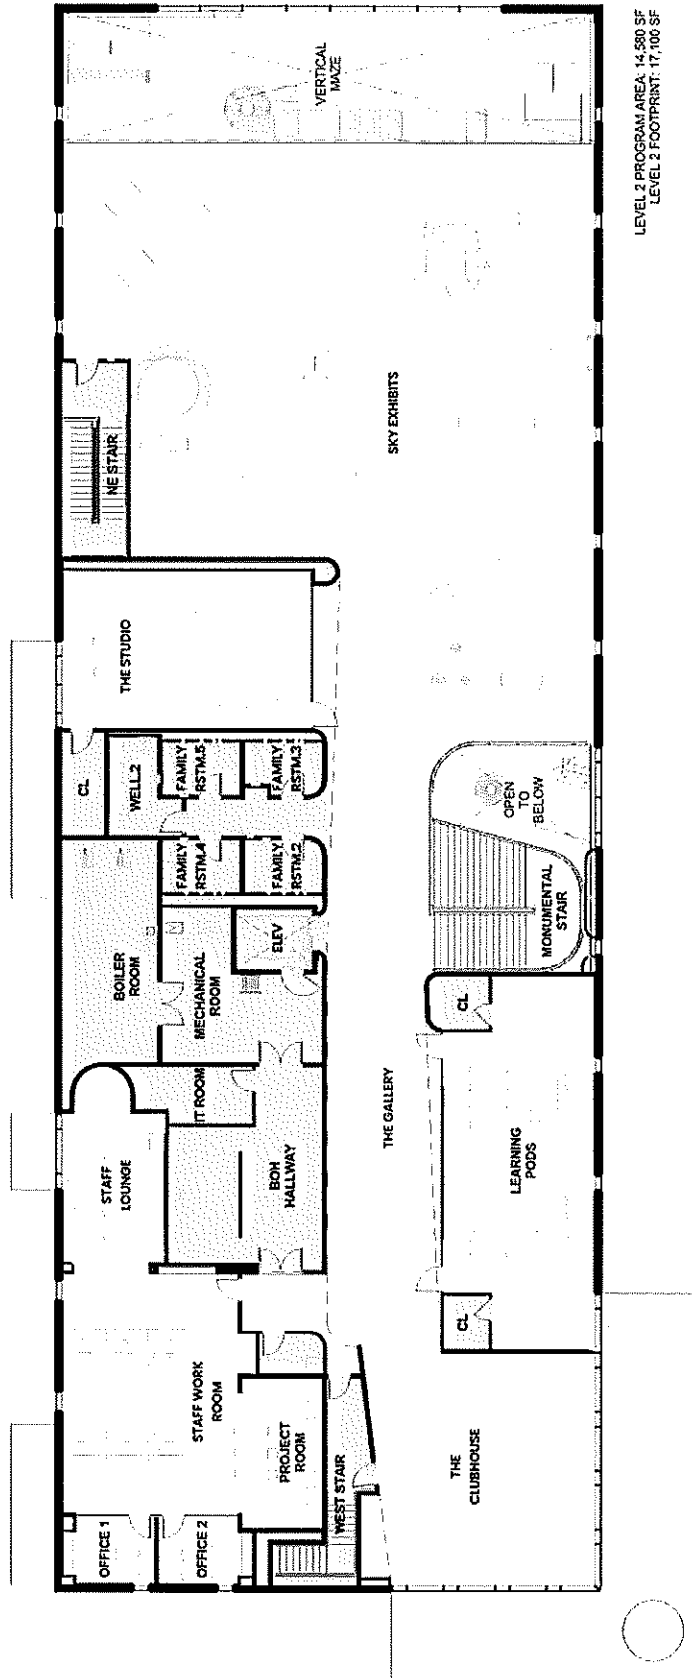 VERTICAL
MAZE
LEVEL 2 PROGRAM AREA: 14,580 SF
LEVEL 2 FOOTPRINT: 17,100 SF
SKY EXHIBITS
NE STAIR
THE STUDIO
CL
WELL.2
FAMILY
RSTM.5
FAMILY
RSTM.3
FAMILY
RSTM.4
FAMILY
RSTM.2
OPEN
TO
BELOW
MONUMENTAL
STAIR
BOILER
ROOM
MECHANICAL
ROOM
ELEV
CL
IT ROOM
THE GALLERY
STAFF
LOUNGE
BOH
HALLWAY
LEARNING
PODS
CL
STAFF WORK
ROOM
PROJECT
ROOM
WEST STAIR
THE
CLUBHOUSE
OFFICE 1
OFFICE 2